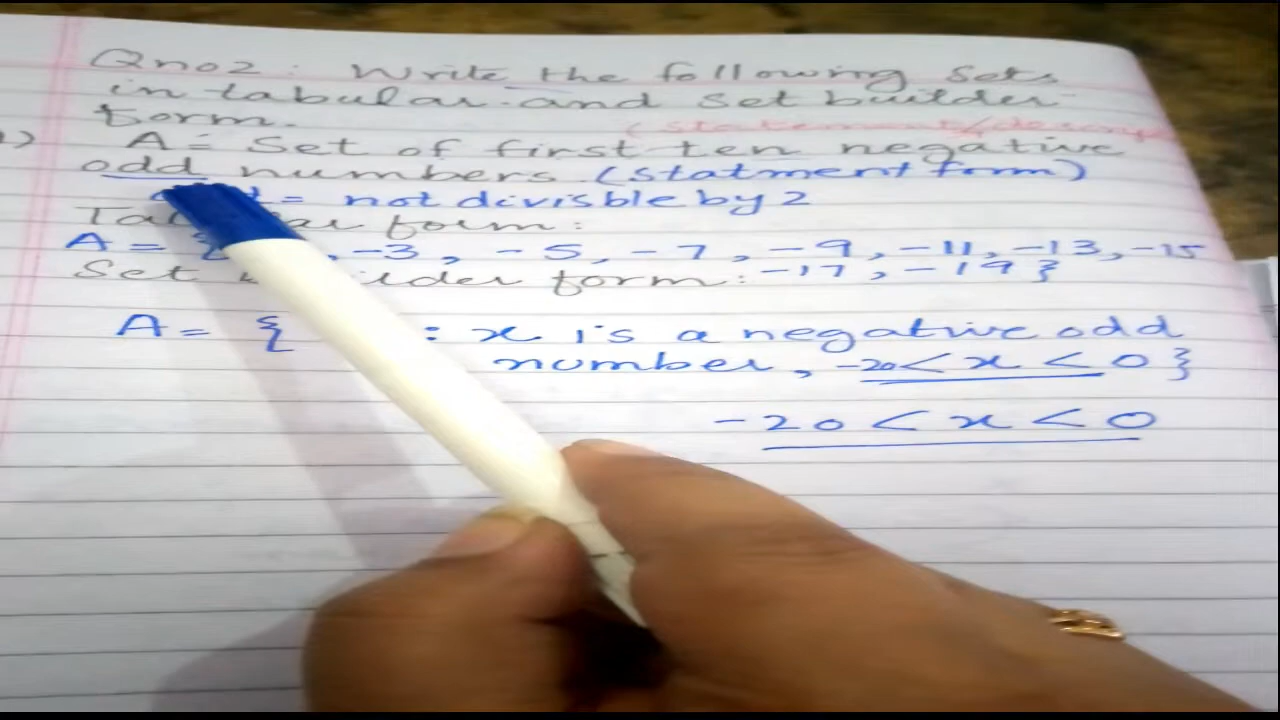 Qno2: Write the following Sets
in tabular and set builder
form. (statement/descrip
A = Set of first ten negative
odd numbers (statment form)
= not divisble by 2
form:
A = { , -3, -5, -7, -9, -11, -13, -15
Set form: -17, -19 }
A = { : x is a negative odd
number, -20 < x < 0 }
-20 < x < 0